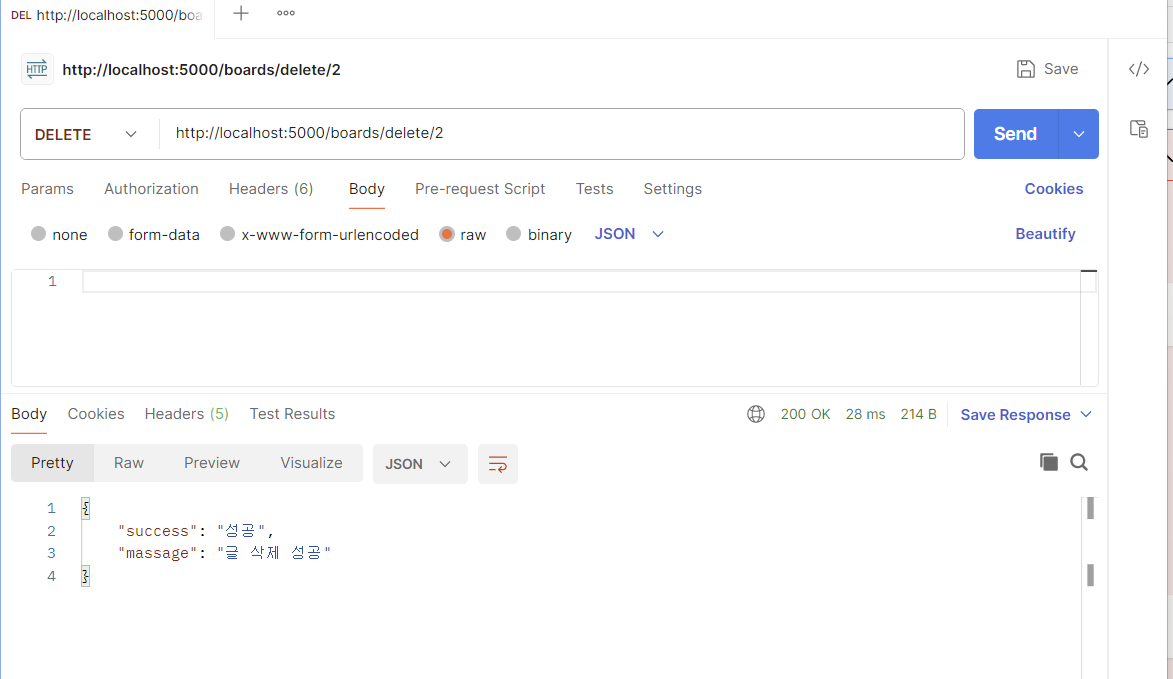 DEL http://localhost:5000/boa
http://localhost:5000/boards/delete/2
Save
DELETE http://localhost:5000/boards/delete/2 Send
Params Authorization Headers (6) Body Pre-request Script Tests Settings Cookies
none form-data x-www-form-urlencoded raw binary JSON Beautify
1
Body Cookies Headers (5) Test Results 200 OK 28 ms 214 B Save Response
Pretty Raw Preview Visualize JSON
1 {
2 "success": "성공",
3 "massage": "글 삭제 성공"
4 }